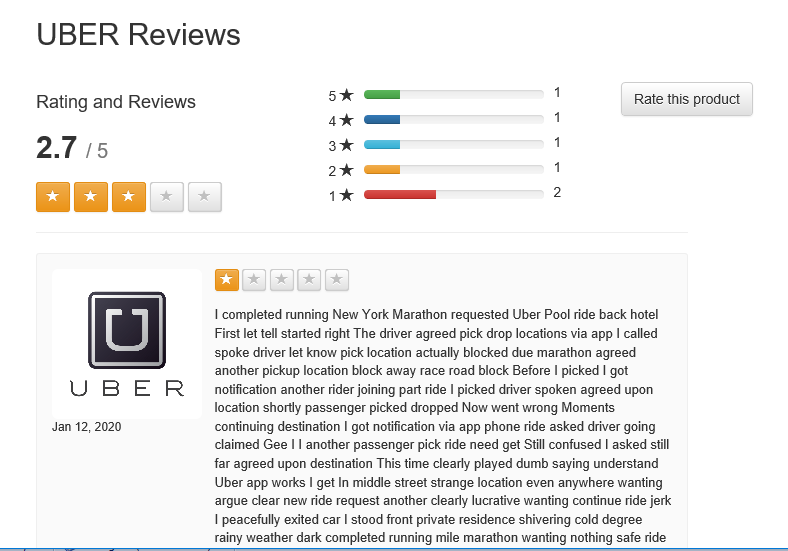 UBER Reviews
Rating and Reviews
2.7 / 5
5 ★ 1
4 ★ 1
3 ★ 1
2 ★ 1
1 ★ 2
Rate this product
U
UBER
Jan 12, 2020
I completed running New York Marathon requested Uber Pool ride back hotel
First let tell started right The driver agreed pick drop locations via app I called
spoke driver let know pick location actually blocked due marathon agreed
another pickup location block away race road block Before I picked I got
notification another rider joining part ride I picked driver spoken agreed upon
location shortly passenger picked dropped Now went wrong Moments
continuing destination I got notification via app phone ride asked driver going
claimed Gee I I another passenger pick ride need get Still confused I asked still
far agreed upon destination This time clearly played dumb saying understand
Uber app works I get In middle street strange location even anywhere wanting
argue clear new ride request another clearly lucrative wanting continue ride jerk
I peacefully exited car I stood front private residence shivering cold degree
rainy weather dark completed running mile marathon wanting nothing safe ride